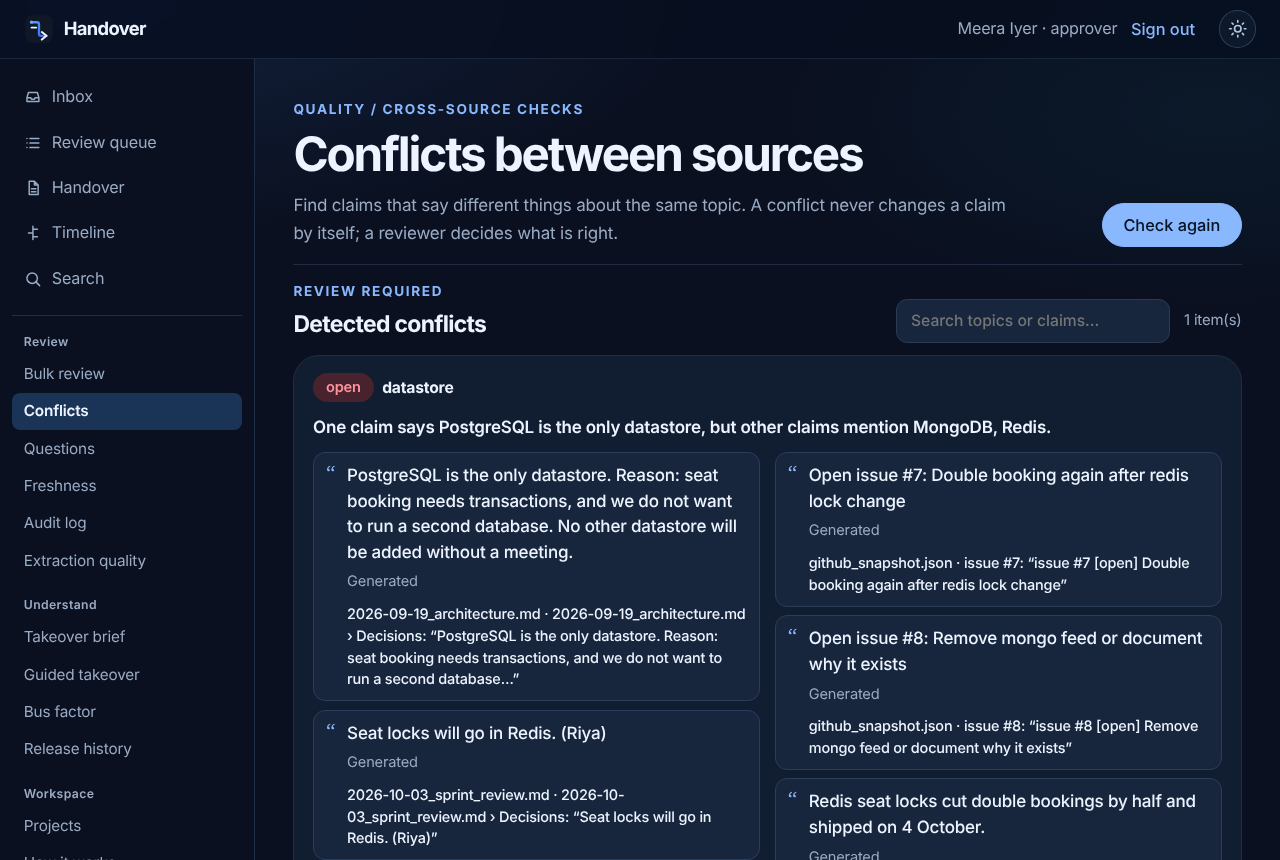 Handover
Meera Iyer · approver
Sign out
Inbox
Review queue
Handover
Timeline
Search
Review
Bulk review
Conflicts
Questions
Freshness
Audit log
Extraction quality
Understand
Takeover brief
Guided takeover
Bus factor
Release history
Workspace
Projects
How it works
QUALITY / CROSS-SOURCE CHECKS
Conflicts between sources
Find claims that say different things about the same topic. A conflict never changes a claim
by itself; a reviewer decides what is right.
Check again
REVIEW REQUIRED
Detected conflicts
Search topics or claims...
1 item(s)
open
datastore
One claim says PostgreSQL is the only datastore, but other claims mention MongoDB, Redis.
“
PostgreSQL is the only datastore. Reason: seat
booking needs transactions, and we do not want
to run a second database. No other datastore will
be added without a meeting.
Generated
2026-09-19_architecture.md · 2026-09-19_architecture.md
› Decisions: “PostgreSQL is the only datastore. Reason:
seat booking needs transactions, and we do not want to
run a second database…”
“
Seat locks will go in Redis. (Riya)
Generated
2026-10-03_sprint_review.md · 2026-10-
03_sprint_review.md › Decisions: “Seat locks will go in
Redis. (Riya)”
“
Open issue #7: Double booking again after redis
lock change
Generated
github_snapshot.json · issue #7: “issue #7 [open] Double
booking again after redis lock change”
“
Open issue #8: Remove mongo feed or document
why it exists
Generated
github_snapshot.json · issue #8: “issue #8 [open] Remove
mongo feed or document why it exists”
“
Redis seat locks cut double bookings by half and
shipped on 4 October.
Generated